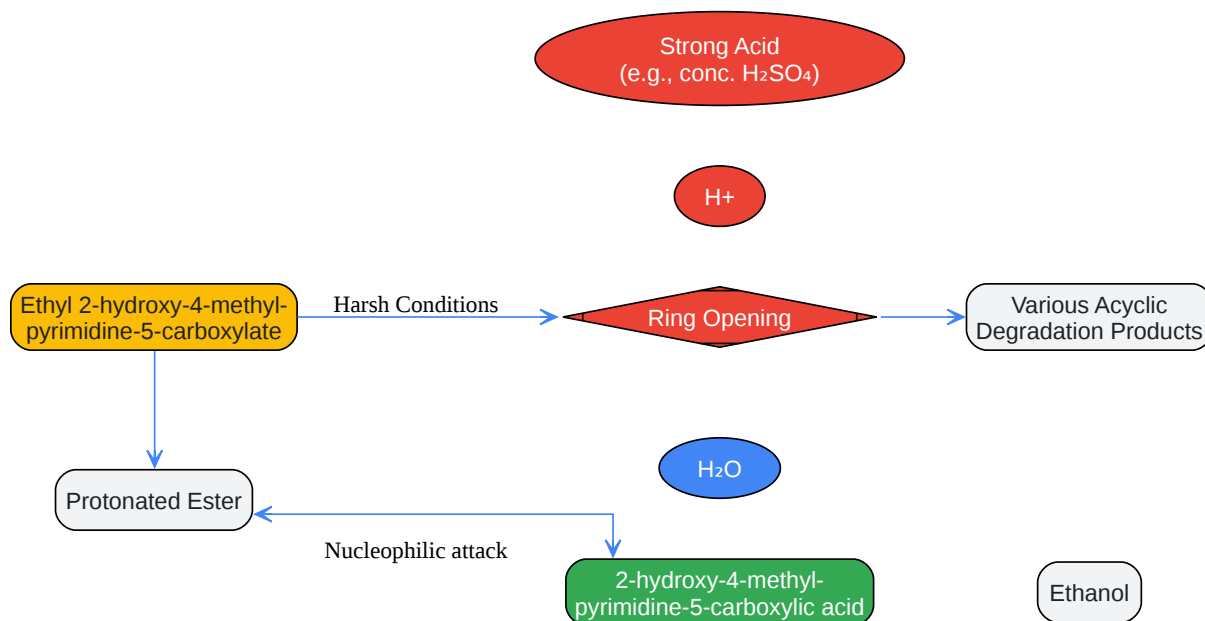 Strong Acid
(e.g., conc. H₂SO₄)
H+
Ethyl 2-hydroxy-4-methyl-
pyrimidine-5-carboxylate
Harsh Conditions
Ring Opening
Various Acyclic
Degradation Products
H₂O
Protonated Ester
Nucleophilic attack
2-hydroxy-4-methyl-
pyrimidine-5-carboxylic acid
Ethanol